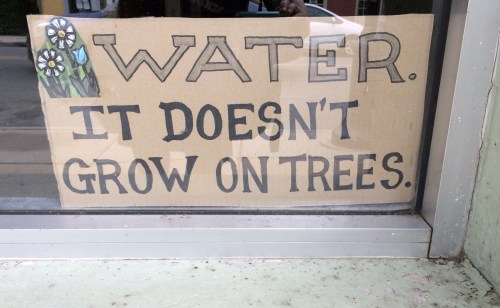 WATER.
IT DOESN'T
GROW ON TREES.